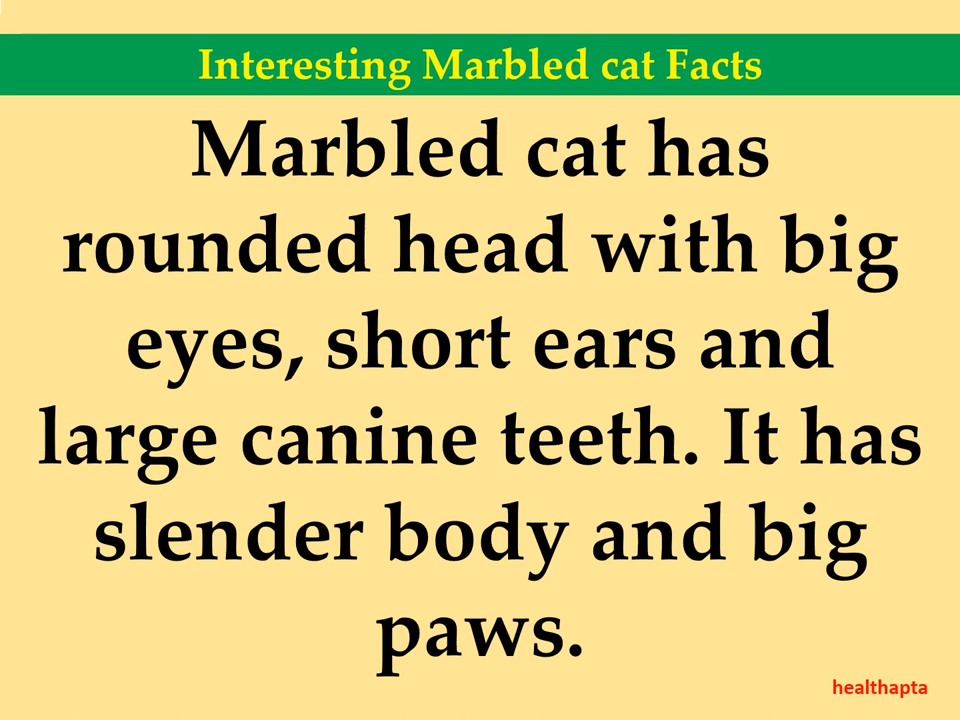 Interesting Marbled cat Facts
Marbled cat has
rounded head with big
eyes, short ears and
large canine teeth. It has
slender body and big
paws.
healthapta